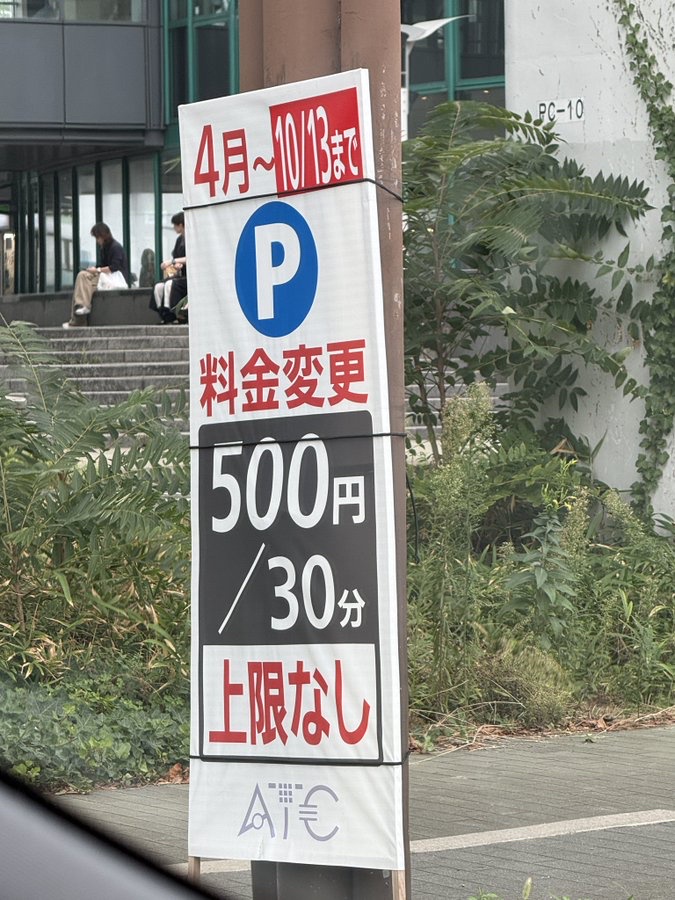 4月～10/13まで
P
料金変更
500円
／30分
上限なし
ATC
PC-10